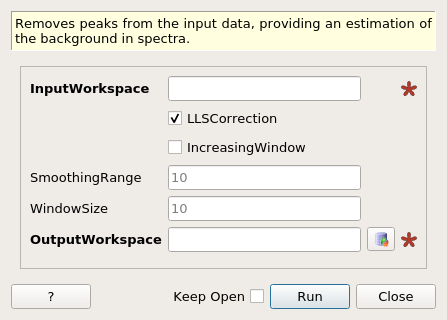 Removes peaks from the input data, providing an estimation of
the background in spectra.
InputWorkspace
LLSCorrection
IncreasingWindow
SmoothingRange 10
WindowSize 10
OutputWorkspace
? Keep Open Run Close